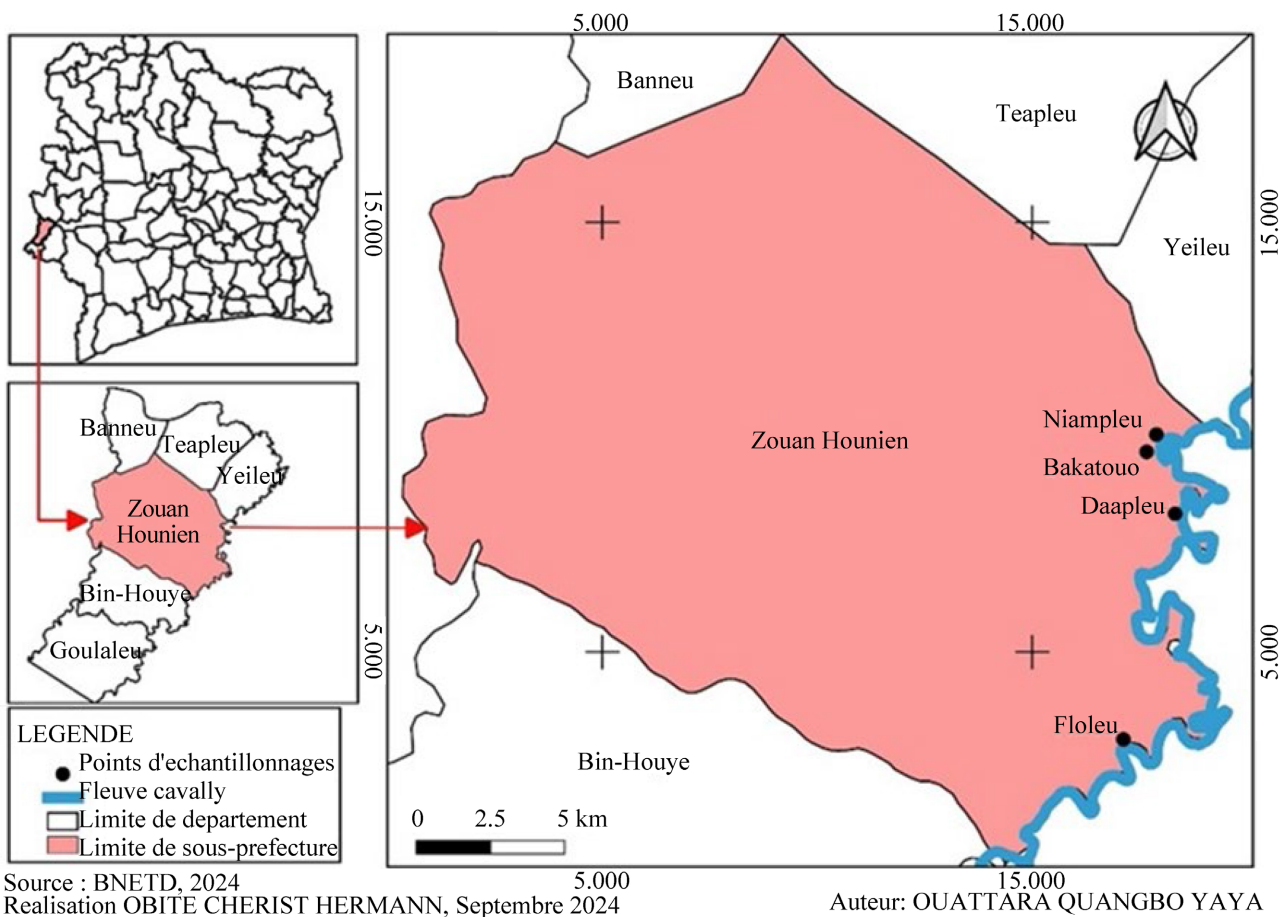 5.000
15.000
Banneu
Teapleu
Yeileu
15.000
15.000
Niampleu
Zouan Hounien
Bakatouo
Daapleu
Banneu
Teapleu
Yeileu
Zouan
Hounien
Bin-Houye
Goulaleu
5.000
5.000
Floleu
Bin-Houye
0 2.5 5 km
LEGENDE
Points d'echantillonnages
Fleuve cavally
Limite de departement
Limite de sous-prefecture
5.000
15.000
Source : BNETD, 2024
Realisation OBITE CHERIST HERMANN, Septembre 2024
Auteur: OUATTARA QUANGBO YAYA